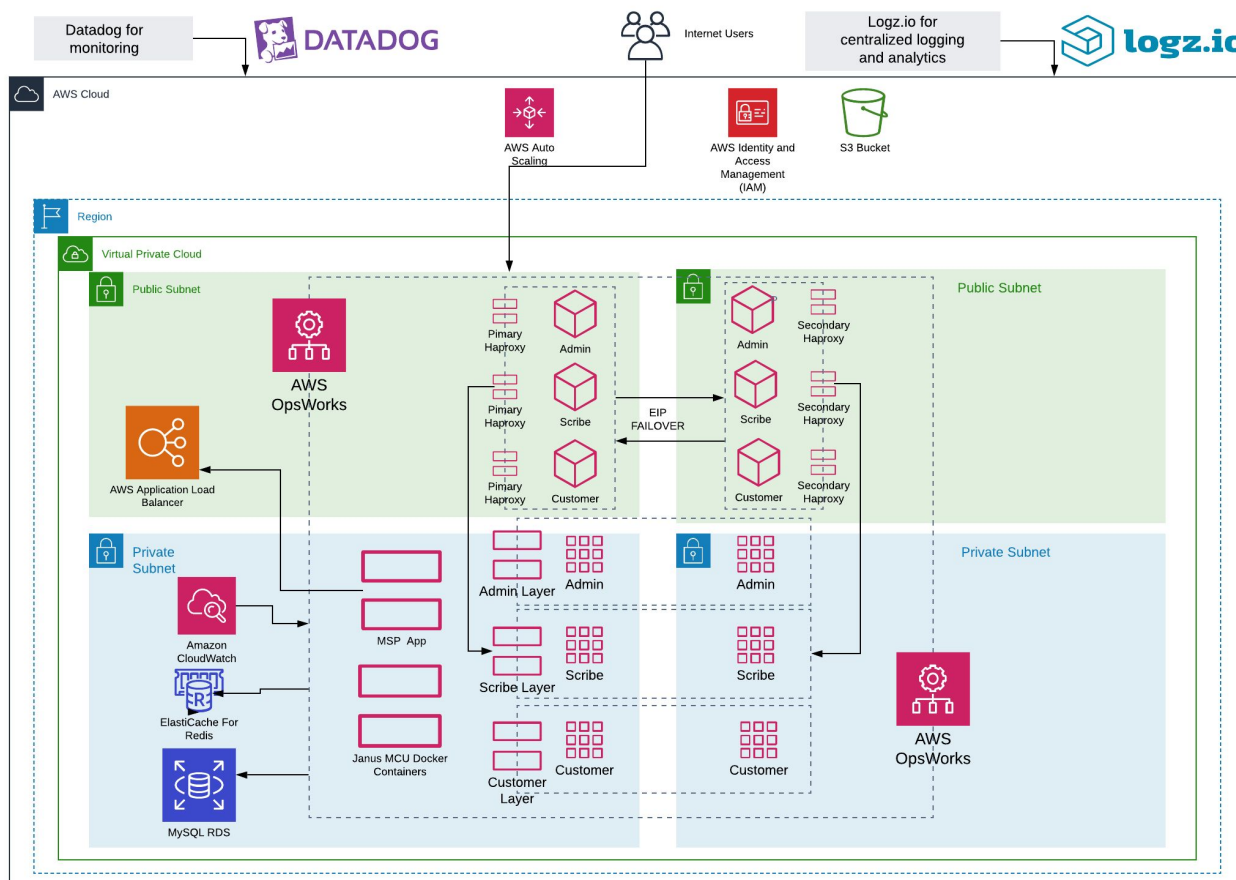 Datadog for
monitoring
DATADOG
Internet Users
Logz.io for
centralized logging
and analytics
logz.io
AWS Cloud
AWS Auto
Scaling
AWS Identity and
Access
Management
(IAM)
S3 Bucket
Region
Virtual Private Cloud
Public Subnet
Public Subnet
AWS
OpsWorks
Pimary
Haproxy
Admin
Admin
Secondary
Haproxy
Pimary
Haproxy
Scribe
EIP
FAILOVER
Scribe
Secondary
Haproxy
AWS Application Load
Balancer
Pimary
Haproxy
Customer
Customer
Secondary
Haproxy
Private
Subnet
Private Subnet
Admin Layer
Admin
Admin
Amazon
CloudWatch
MSP App
Scribe Layer
Scribe
Scribe
R
ElastiCache For
Redis
AWS
OpsWorks
Janus MCU Docker
Containers
Customer
Layer
Customer
Customer
MySQL RDS